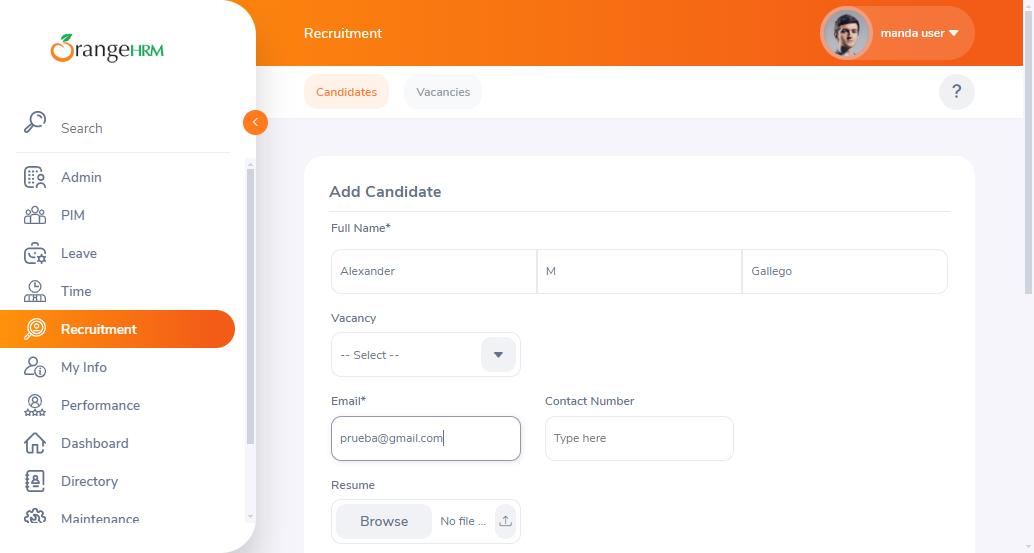 OrangeHRM
Search
Admin
PIM
Leave
Time
Recruitment
My Info
Performance
Dashboard
Directory
Maintenance
Recruitment
manda user
Candidates
Vacancies
?
Add Candidate
Full Name*
Alexander
M
Gallego
Vacancy
-- Select --
Email*
Contact Number
prueba@gmail.com
Type here
Resume
Browse
No file ...